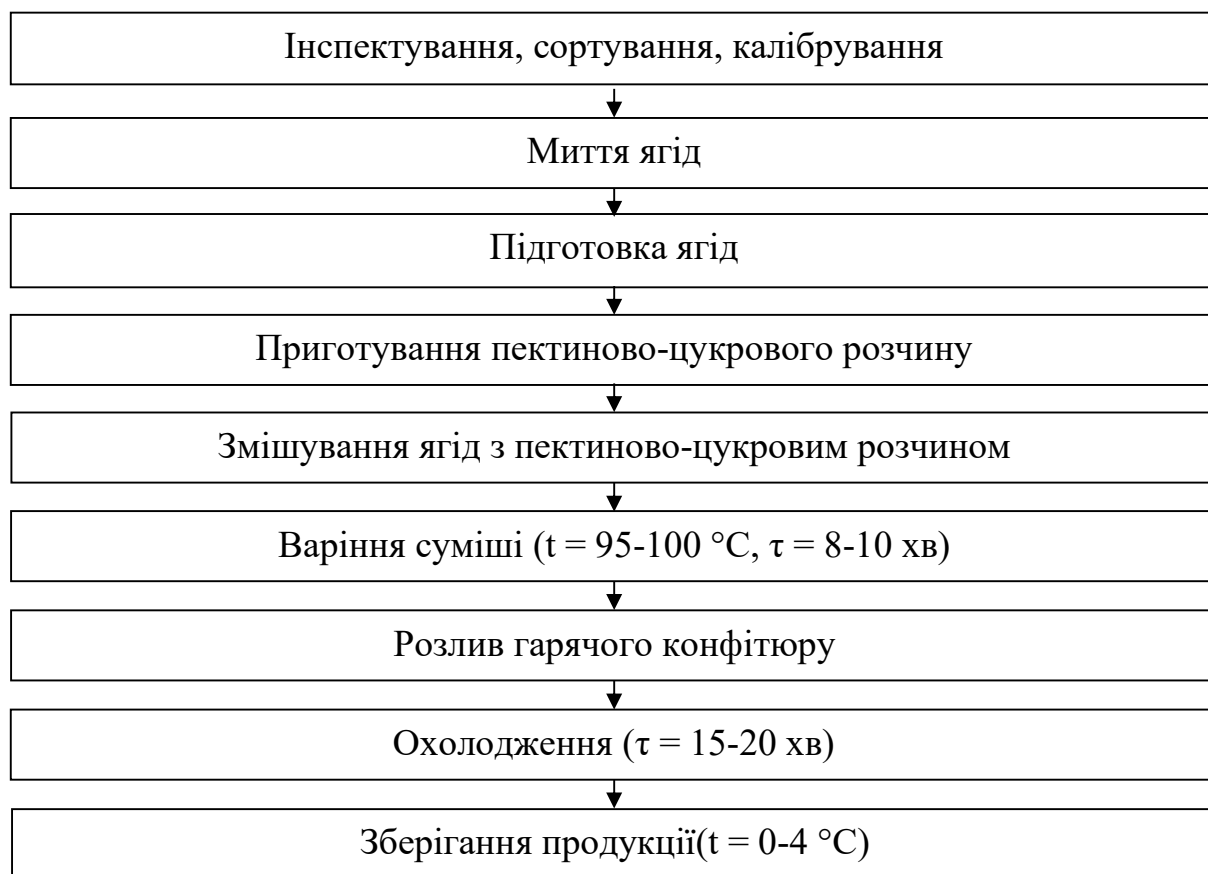 Інспектування, сортування, калібрування
Миття ягід
Підготовка ягід
Приготування пектиново-цукрового розчину
Змішування ягід з пектиново-цукровим розчином
Варіння суміші (t = 95-100 °C, τ = 8-10 хв)
Розлив гарячого конфітюру
Охолодження (τ = 15-20 хв)
Зберігання продукції(t = 0-4 °C)